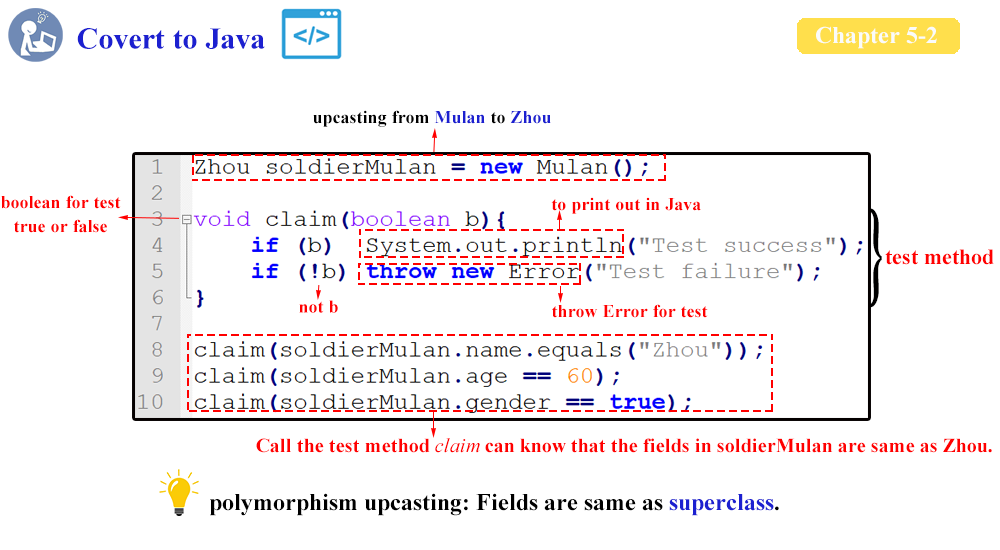 Covert to Java
</>
Chapter 5-2
upcasting from Mulan to Zhou
1 Zhou soldierMulan = new Mulan();
2
boolean for test
true or false
to print out in Java
3 void claim(boolean b){
4 if (b) System.out.println("Test success");
5 if (!b) throw new Error("Test failure");
6 }
test method
not b
throw Error for test
7
8 claim(soldierMulan.name.equals("Zhou"));
9 claim(soldierMulan.age == 60);
10 claim(soldierMulan.gender == true);
Call the test method claim can know that the fields in soldierMulan are same as Zhou.
polymorphism upcasting: Fields are same as superclass.